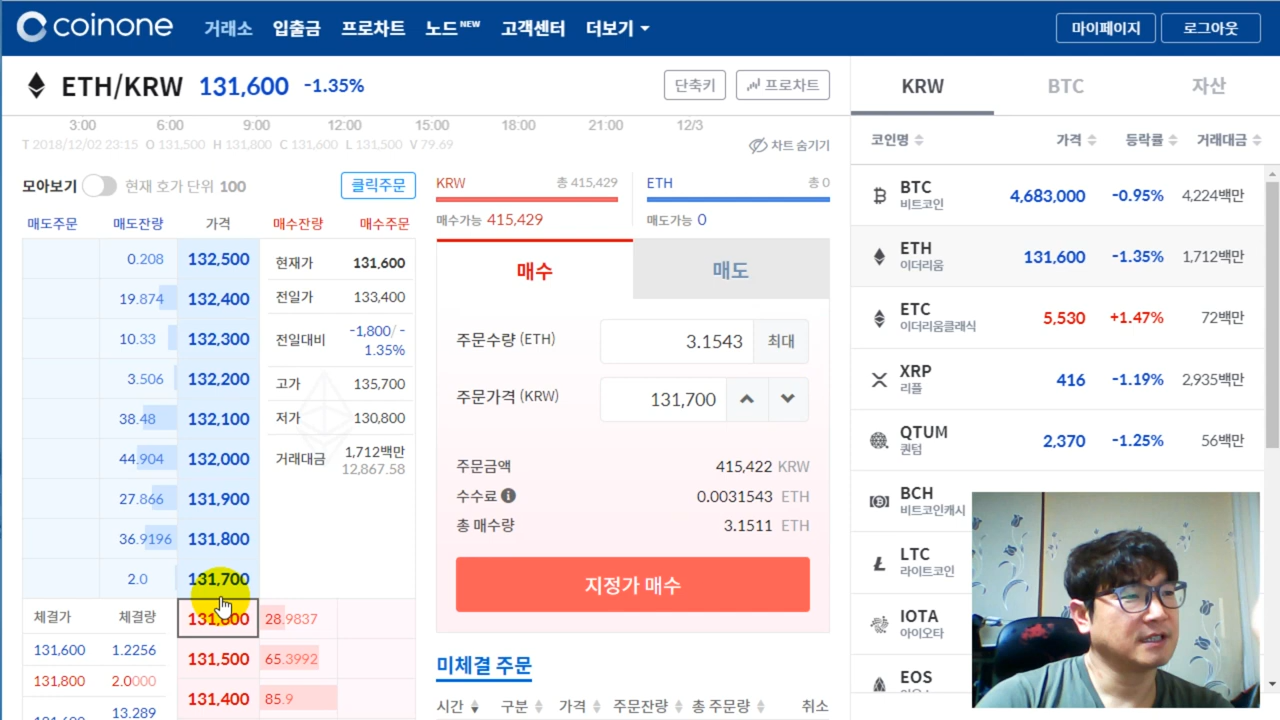 coinone 거래소 입출금 프로차트 노드 NEW 고객센터 더보기 마이페이지 로그아웃
ETH/KRW 131,600 -1.35% 단축키 프로차트
3:00 6:00 9:00 12:00 15:00 18:00 21:00 12/3
T 2018/12/02 23:15 O 131,500 H 131,800 C 131,600 L 131,500 V 79.69 차트 숨기기
모아보기 현재 호가 단위 100 클릭주문
매도주문 매도잔량 가격 매수잔량 매수주문
0.208 132,500
19.874 132,400
10.33 132,300
3.506 132,200
38.48 132,100
44.904 132,000
27.866 131,900
36.9196 131,800
2.0 131,700
현재가 131,600
전일가 133,400
전일대비 -1,800/ -
1.35%
고가 135,700
저가 130,800
거래대금 1,712백만
12,867.58
체결가 체결량
131,600 1.2256
131,800 2.0000
13.289
131,600 28.9837
131,500 65.3992
131,400 85.9
KRW 총 415,429 ETH 총 0
매수가능 415,429 매도가능 0
매수 매도
주문수량 (ETH) 3.1543 최대
주문가격 (KRW) 131,700
주문금액 415,422 KRW
수수료 0.0031543 ETH
총 매수량 3.1511 ETH
지정가 매수
미체결 주문
시간 구분 가격 주문잔량 총 주문량 취소
KRW BTC 자산
코인명 가격 등락률 거래대금
BTC 4,683,000 -0.95% 4,224백만
비트코인
ETH 131,600 -1.35% 1,712백만
이더리움
ETC 5,530 +1.47% 72백만
이더리움클래식
XRP 416 -1.19% 2,935백만
리플
QTUM 2,370 -1.25% 56백만
퀀텀
BCH
비트코인캐시
LTC
라이트코인
IOTA
아이오타
EOS